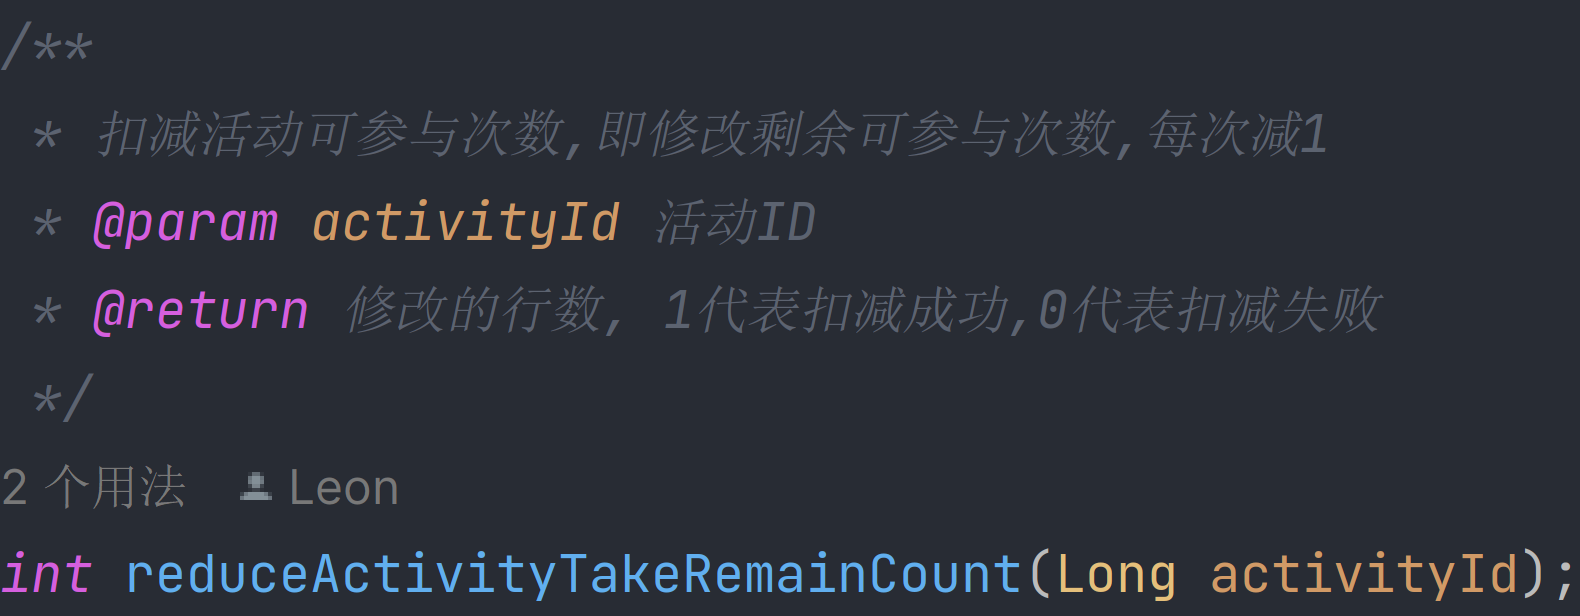 /**
 * 扣减活动可参与次数,即修改剩余可参与次数,每次减1
 * @param activityId 活动ID
 * @return 修改的行数, 1代表扣减成功,0代表扣减失败
 */
2 个用法 Leon
int reduceActivityTakeRemainCount(Long activityId);